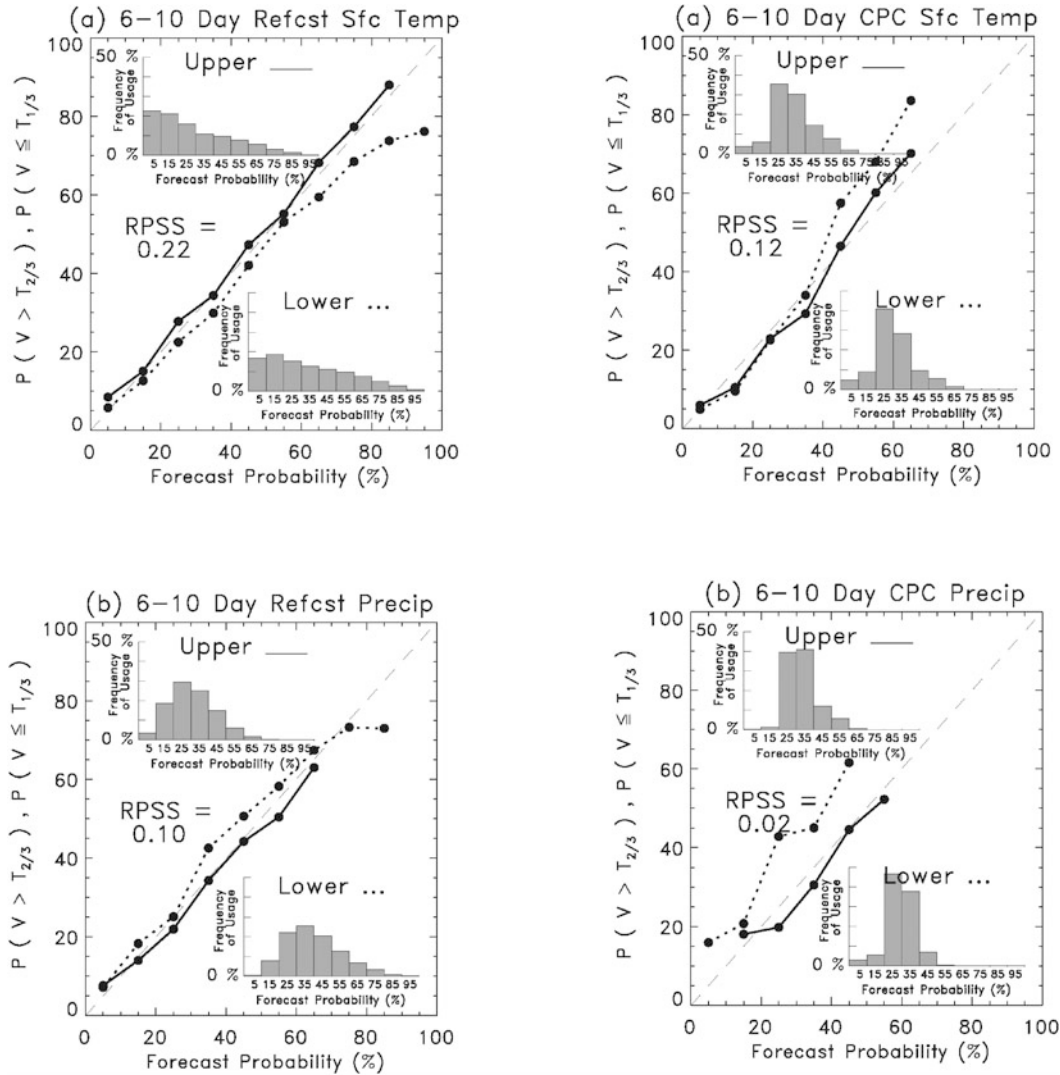 (a) 6-10 Day Refcst Sfc Temp
100
80
60
40
20
0
P ( V > T2/3 ) , P ( V ≤ T1/3 )
50 %
0 %
Frequency
of Usage
Upper
5 15 25 35 45 55 65 75 85 95
Forecast Probability (%)
RPSS =
0.22
Lower ...
Frequency
of Usage
0 %
5 15 25 35 45 55 65 75 85 95
Forecast Probability (%)
0 20 40 60 80 100
Forecast Probability (%)
(a) 6-10 Day CPC Sfc Temp
100
80
60
40
20
0
P ( V > T2/3 ) , P ( V ≤ T1/3 )
50 %
0 %
Frequency
of Usage
Upper
5 15 25 35 45 55 65 75 85 95
Forecast Probability (%)
RPSS =
0.12
Lower ...
Frequency
of Usage
0 %
5 15 25 35 45 55 65 75 85 95
Forecast Probability (%)
0 20 40 60 80 100
Forecast Probability (%)
(b) 6-10 Day Refcst Precip
100
80
60
40
20
0
P ( V > T2/3 ) , P ( V ≤ T1/3 )
50 %
0 %
Frequency
of Usage
Upper
5 15 25 35 45 55 65 75 85 95
Forecast Probability (%)
RPSS =
0.10
Lower ...
Frequency
of Usage
0 %
5 15 25 35 45 55 65 75 85 95
Forecast Probability (%)
0 20 40 60 80 100
Forecast Probability (%)
(b) 6-10 Day CPC Precip
100
80
60
40
20
0
P ( V > T2/3 ) , P ( V ≤ T1/3 )
50 %
0 %
Frequency
of Usage
Upper
5 15 25 35 45 55 65 75 85 95
Forecast Probability (%)
RPSS =
0.02
Lower ...
Frequency
of Usage
0 %
5 15 25 35 45 55 65 75 85 95
Forecast Probability (%)
0 20 40 60 80 100
Forecast Probability (%)